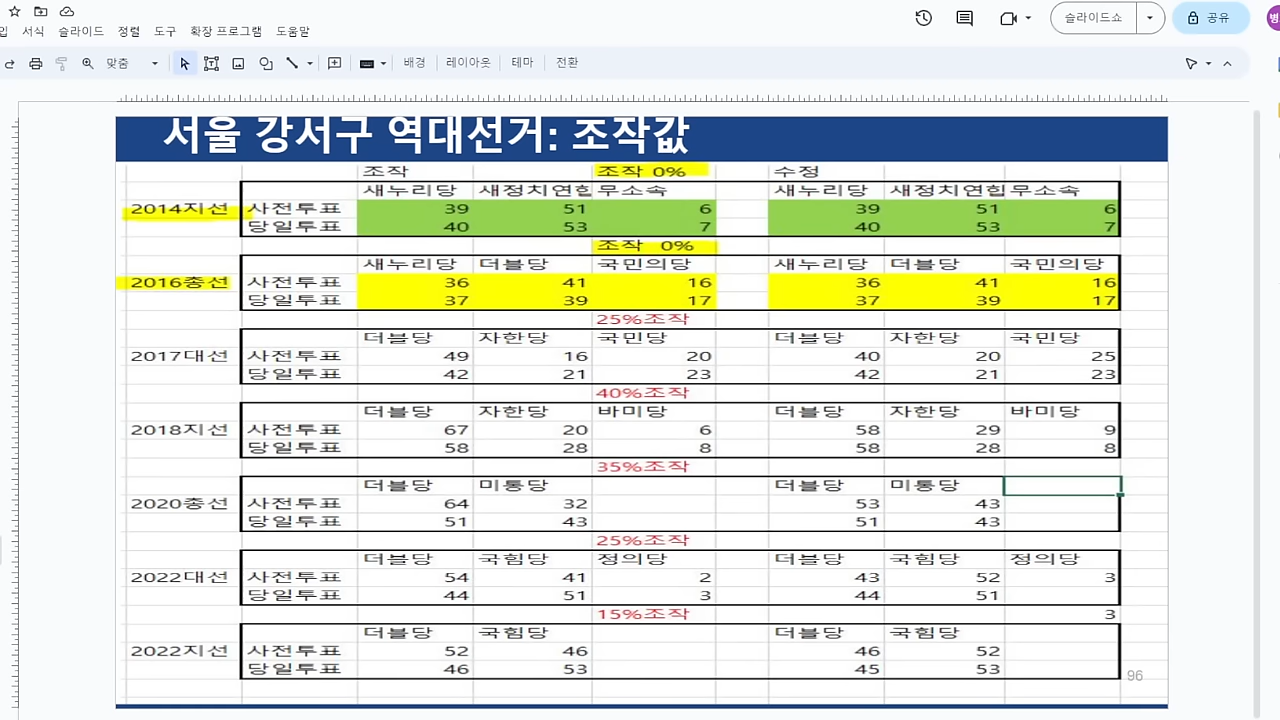 입 서식 슬라이드 정렬 도구 확장 프로그램 도움말
슬라이드쇼
공유
병
맞춤
배경 레이아웃 테마 전환
서울 강서구 역대선거: 조작값
조작 조작 0% 수정
새누리당 새정치연합 무소속 새누리당 새정치연합 무소속
2014지선 사전투표 39 51 6 39 51 6
당일투표 40 53 7 40 53 7
조작 0%
새누리당 더블당 국민의당 새누리당 더블당 국민의당
2016총선 사전투표 36 41 16 36 41 16
당일투표 37 39 17 37 39 17
25%조작
더블당 자한당 국민당 더블당 자한당 국민당
2017대선 사전투표 49 16 20 40 20 25
당일투표 42 21 23 42 21 23
40%조작
더블당 자한당 바미당 더블당 자한당 바미당
2018지선 사전투표 67 20 6 58 29 9
당일투표 58 28 8 58 28 8
35%조작
더블당 미통당 더블당 미통당
2020총선 사전투표 64 32 53 43
당일투표 51 43 51 43
25%조작
더블당 국힘당 정의당 더블당 국힘당 정의당
2022대선 사전투표 54 41 2 43 52 3
당일투표 44 51 3 44 51
15%조작 3
더블당 국힘당 더블당 국힘당
2022지선 사전투표 52 46 46 52
당일투표 46 53 45 53
96